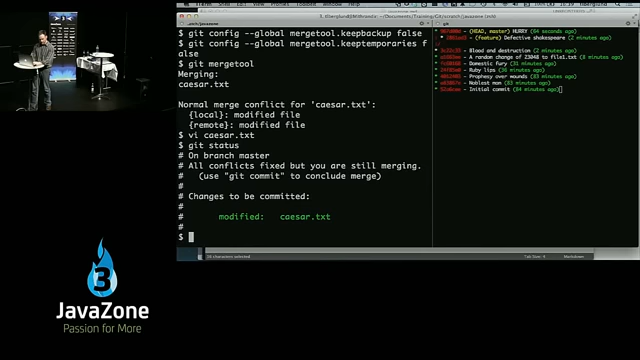 $ git config --global mergetool.keepbackup false
$ git config --global mergetool.keeptemporaries f
alse
$ git mergetool
Merging:
caesar.txt
Normal merge conflict for 'caesar.txt':
{local}: modified file
{remote}: modified file
$ vi caesar.txt
$ git status
# On branch master
# All conflicts fixed but you are still merging.
# (use "git commit" to conclude merge)
#
# Changes to be committed:
#
# modified: caesar.txt
#
$
(HEAD, master) HURRY (64 seconds ago)
(feature) Defective shakespeare (2 minutes ago)
Blood and destruction (2 minutes ago)
A random change of 23048 to file1.txt (8 minutes ago)
Domestic fury (31 minutes ago)
Ruby lips (36 minutes ago)
Prophesy over wounds (83 minutes ago)
Noblest man (83 minutes ago)
Initial commit (84 minutes ago)
3
JavaZone
Passion for More